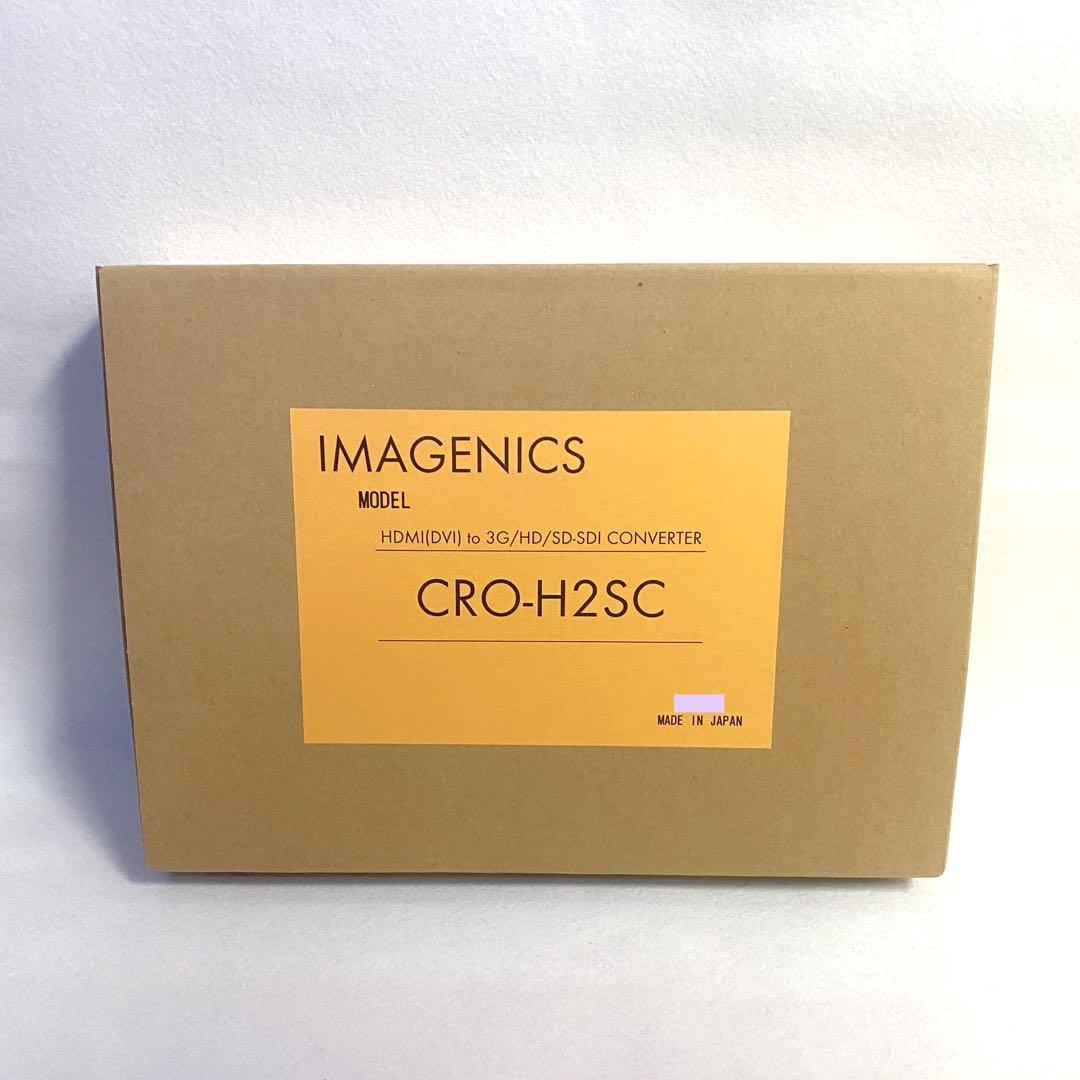 IMAGENICS
MODEL
HDMI(DVI) to 3G/HD/SD-SDI CONVERTER
CRO-H2SC
MADE IN JAPAN